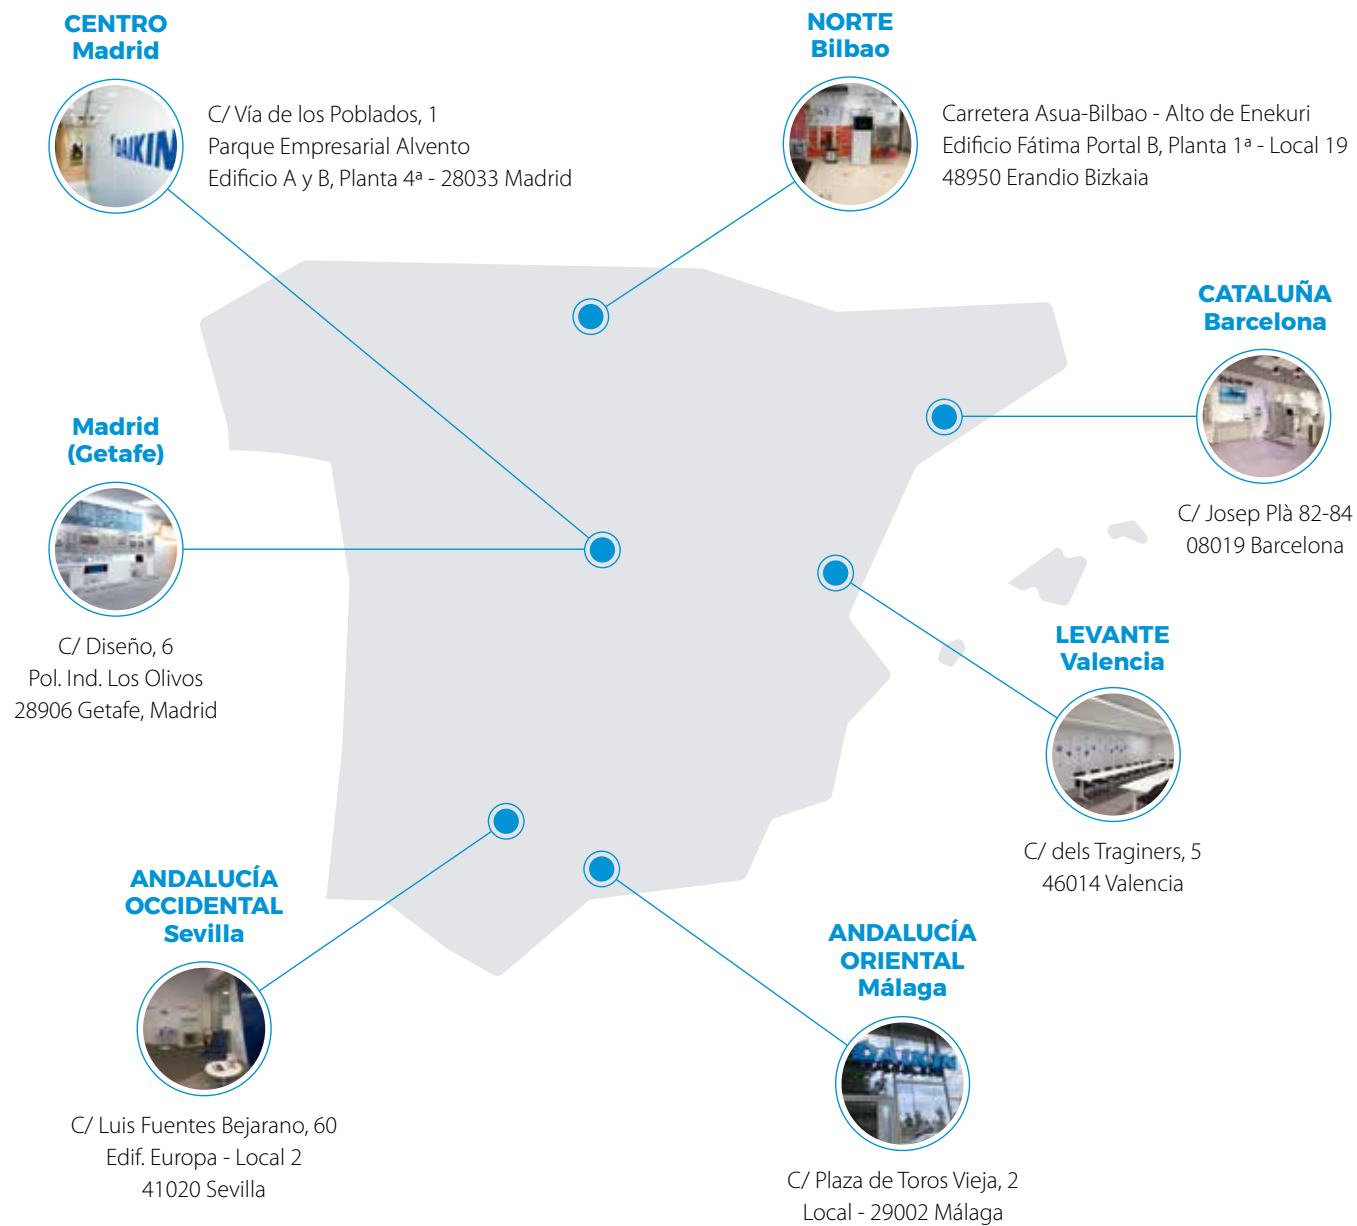 CENTRO
Madrid
DAIKIN
C/ Vía de los Poblados, 1
Parque Empresarial Alvento
Edificio A y B, Planta 4ª - 28033 Madrid
NORTE
Bilbao
Carretera Asua-Bilbao - Alto de Enekuri
Edificio Fátima Portal B, Planta 1ª - Local 19
48950 Erandio Bizkaia
CATALUÑA
Barcelona
C/ Josep Plà 82-84
08019 Barcelona
Madrid
(Getafe)
C/ Diseño, 6
Pol. Ind. Los Olivos
28906 Getafe, Madrid
LEVANTE
Valencia
C/ dels Traginers, 5
46014 Valencia
ANDALUCÍA
OCCIDENTAL
Sevilla
C/ Luis Fuentes Bejarano, 60
Edif. Europa - Local 2
41020 Sevilla
ANDALUCÍA
ORIENTAL
Málaga
DAIKIN
C/ Plaza de Toros Vieja, 2
Local - 29002 Málaga